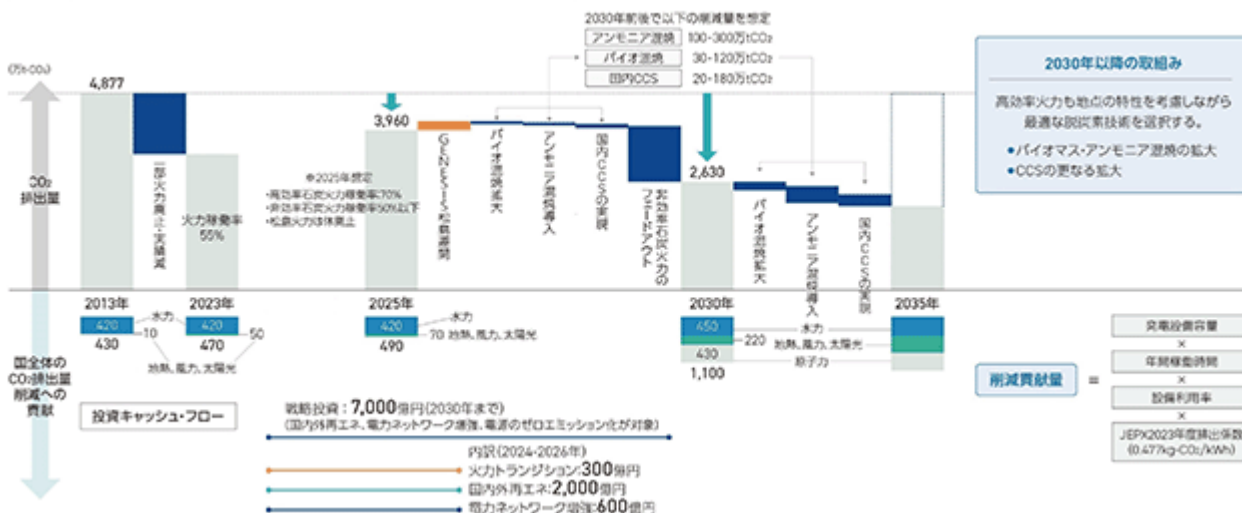 2030年前後で以下の削減量を想定
アンモニア混焼 100-300万tCO₂
バイオ混焼 30-120万tCO₂
国内CCS 20-180万tCO₂
2030年以降の取組み
高効率火力も地点の特性を考慮しながら
最適な脱炭素技術を選択する。
●バイオマス・アンモニア混焼の拡大
●CCSの更なる拡大
(万t-CO₂)
4,877
CO₂
排出量
一部火力廃止・実績減
火力稼働率
55%
3,960
※2025年想定
・高効率石炭火力稼働率:70%
・非効率石炭火力稼働率50%以下
・松島火力は休廃止
GENESIS松島運開
バイオ混焼拡大
アンモニア混焼導入
国内CCSの実現
非効率石炭火力の
フェードアウト
2,630
バイオ混焼拡大
アンモニア混焼導入
国内CCSの実現
2013年
2023年
2025年
2030年
2035年
420
水力
420
10
50
430
470
地熱、風力、太陽光
420
水力
70 地熱、風力、太陽光
490
450
水力
220 地熱、風力、太陽光
430
原子力
1,100
国全体の
CO₂排出量
削減への
貢献
削減貢献量
=
発電設備容量
×
年間稼働時間
×
設備利用率
×
JEPX2023年度排出係数
(0.477kg-CO₂/kWh)
投資キャッシュ・フロー
戦略投資:7,000億円(2030年まで)
(国内外再エネ、電力ネットワーク増強、電源のゼロエミッション化が対象)
内訳(2024-2026年)
火力トランジション:300億円
国内外再エネ:2,000億円
電力ネットワーク増強:600億円